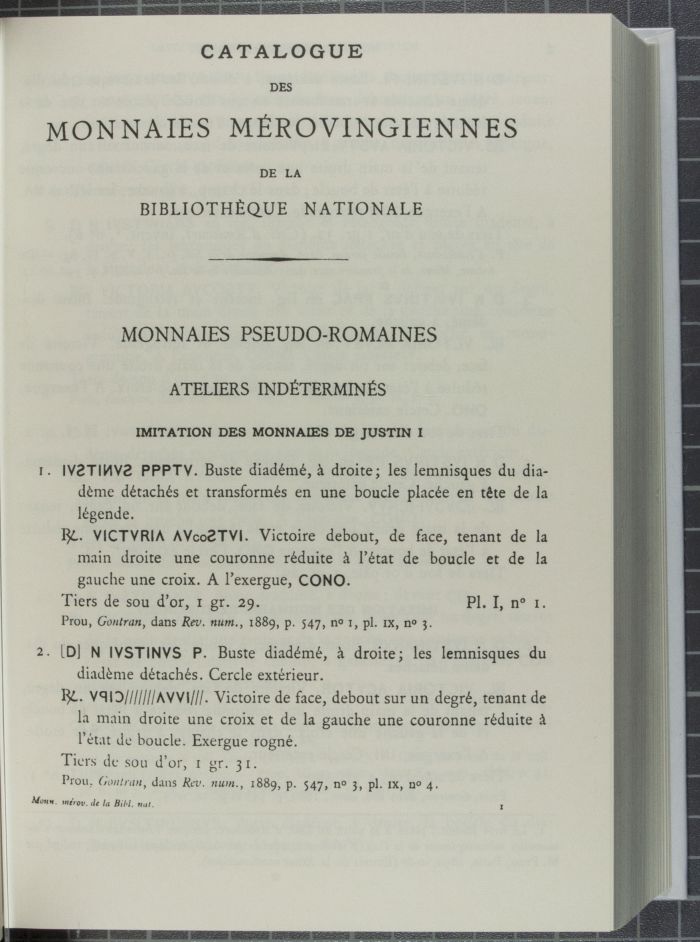 CATALOGUE
DES
MONNAIES MÉROVINGIENNES
DE LA
BIBLIOTHÈQUE NATIONALE
MONNAIES PSEUDO-ROMAINES
ATELIERS INDÉTERMINÉS
IMITATION DES MONNAIES DE JUSTIN I
1. IVƧTIИVƧ PPPTV. Buste diadémé, à droite; les lemnisques du dia-
dème détachés et transformés en une boucle placée en tête de la
légende.
℞. VICTVRIΛ ΛVcoƧTVI. Victoire debout, de face, tenant de la
main droite une couronne réduite à l'état de boucle et de la
gauche une croix. A l'exergue, CONO.
Tiers de sou d'or, 1 gr. 29. Pl. I, nº 1.
Prou, Gontran, dans Rev. num., 1889, p. 547, nº 1, pl. IX, nº 3.
2. [D] N IVSTINVS P. Buste diadémé, à droite; les lemnisques du
diadème détachés. Cercle extérieur.
℞. VꟼIƆ///////ΛVVI///. Victoire de face, debout sur un degré, tenant de
la main droite une croix et de la gauche une couronne réduite à
l'état de boucle. Exergue rogné.
Tiers de sou d'or, 1 gr. 31.
Prou, Gontran, dans Rev. num., 1889, p. 547, nº 3, pl. IX, nº 4.
Monn. mérov. de la Bibl. nat. 1